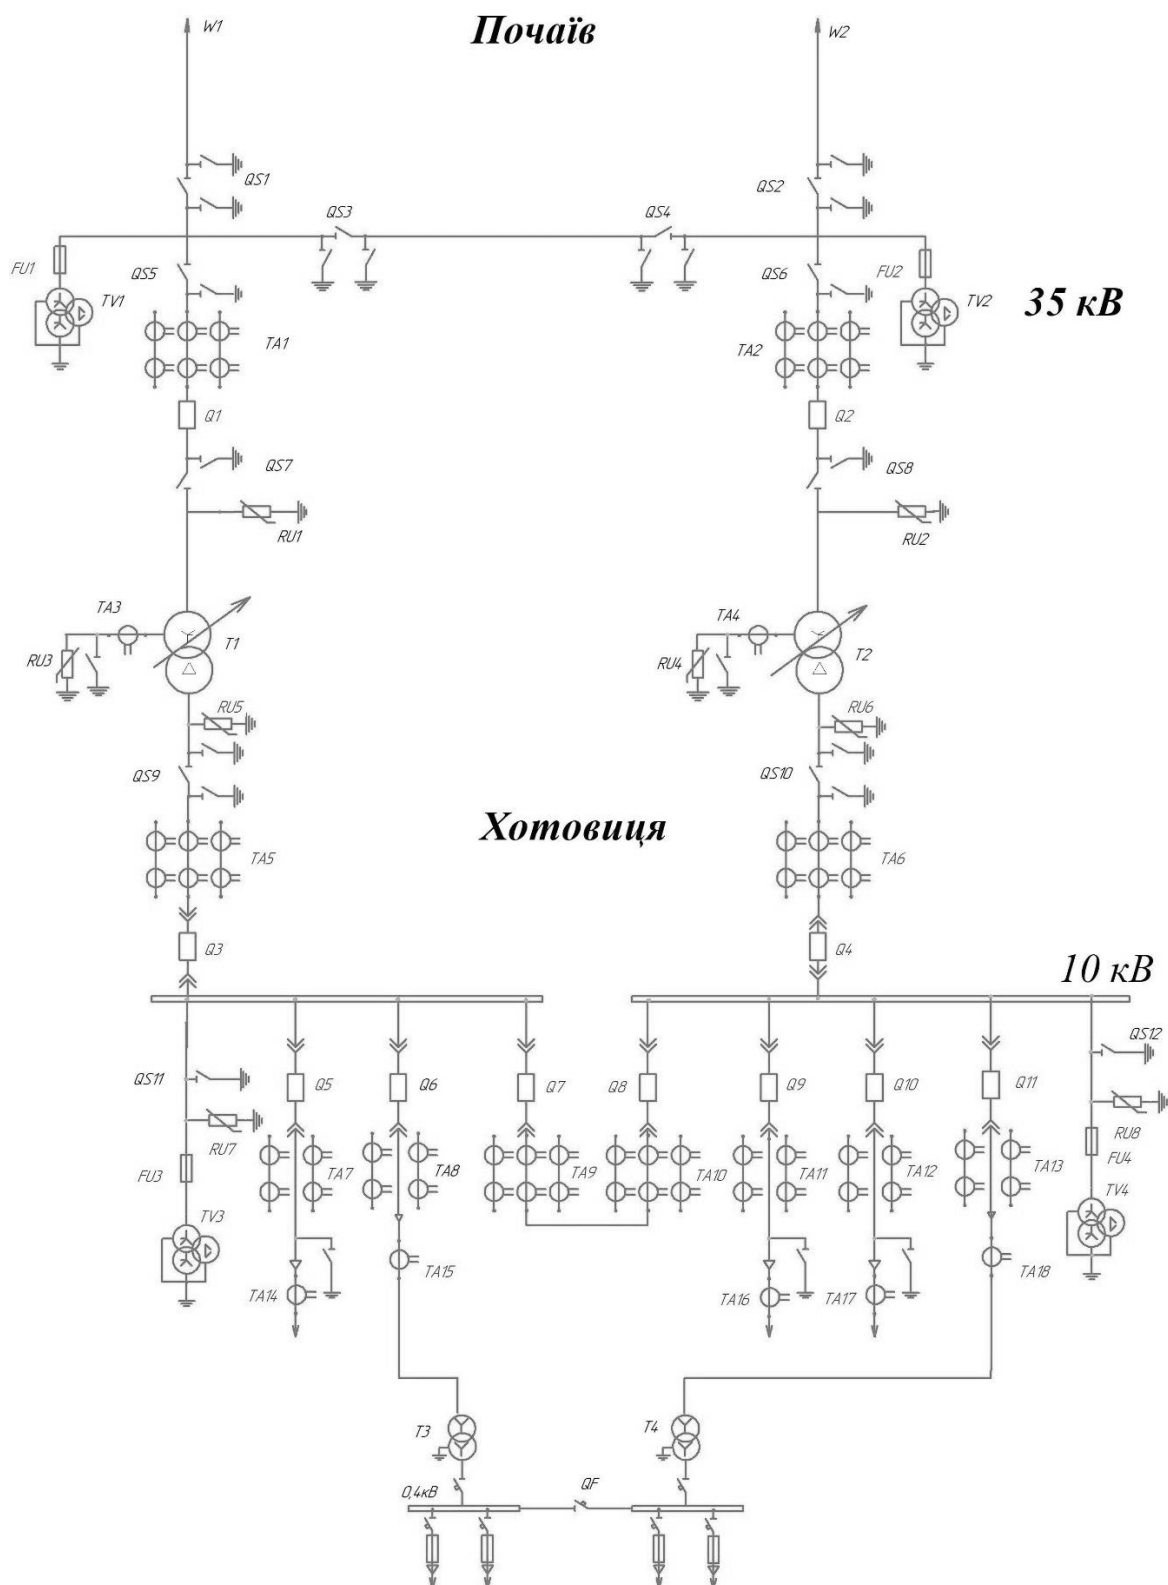 W1
Почаїв
W2
QS1
QS2
QS3
QS4
FU1
QS5
QS6
FU2
TV1
TV2
35 кВ
TA1
TA2
Q1
Q2
QS7
QS8
RU1
RU2
TA3
TA4
T1
T2
RU3
RU4
RU5
RU6
QS9
QS10
Хотовиця
TA5
TA6
Q3
Q4
10 кВ
QS12
QS11
Q5
Q6
Q7
Q8
Q9
Q10
Q11
RU7
RU8
FU3
TA7
TA8
TA9
TA10
TA11
TA12
TA13
FU4
TV3
TV4
TA14
TA15
TA16
TA17
TA18
T3
T4
0,4кВ
QF